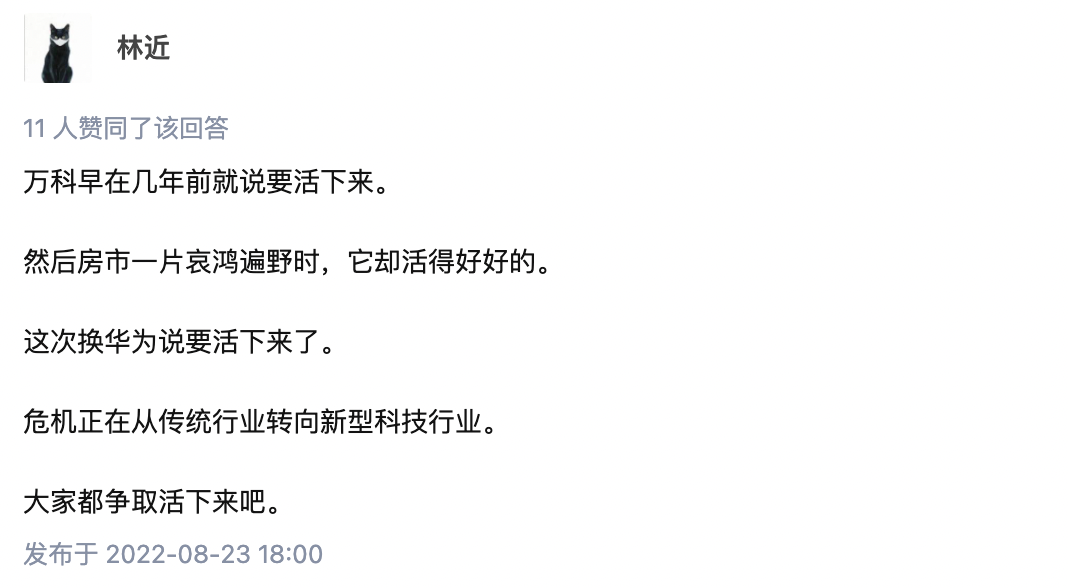 林近
11 人赞同了该回答
万科早在几年前就说要活下来。
然后房市一片哀鸿遍野时，它却活得好好的。
这次换华为说要活下来了。
危机正在从传统行业转向新型科技行业。
大家都争取活下来吧。
发布于 2022-08-23 18:00